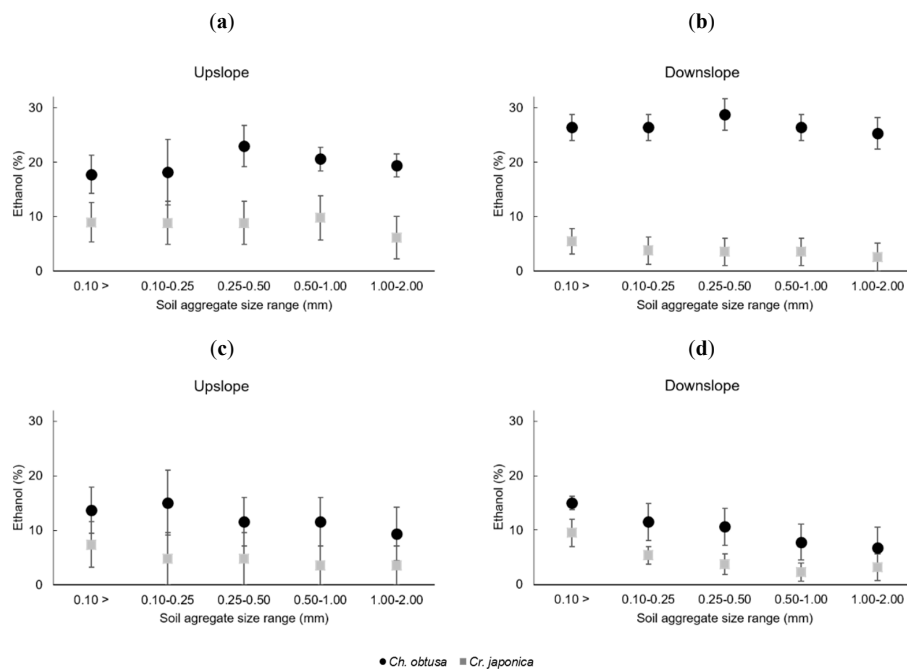 (a)
Upslope
30
20
10
0
Ethanol (%)
0.10 > 0.10-0.25 0.25-0.50 0.50-1.00 1.00-2.00
Soil aggregate size range (mm)
(b)
Downslope
30
20
10
0
Ethanol (%)
0.10 > 0.10-0.25 0.25-0.50 0.50-1.00 1.00-2.00
Soil aggregate size range (mm)
(c)
Upslope
30
20
10
0
Ethanol (%)
0.10 > 0.10-0.25 0.25-0.50 0.50-1.00 1.00-2.00
Soil aggregate size range (mm)
(d)
Downslope
30
20
10
0
Ethanol (%)
0.10 > 0.10-0.25 0.25-0.50 0.50-1.00 1.00-2.00
Soil aggregate size range (mm)
Ch. obtusa Cr. japonica